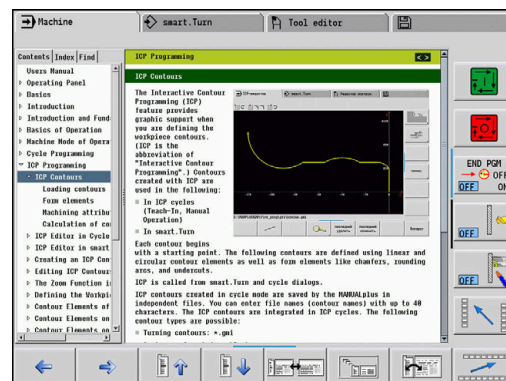 Machine
smart.Turn
Tool editor
Contents Index Find
Users Manual
Operating Panel
Basics
Introduction
Introduction and Fund
Basics of Operation
Machine Mode of Opera
Cycle Programming
ICP Programming
ICP Contours
Loading contours
Form elements
Machining attribu
Calculation of co
ICP Editor in Cycle
ICP Editor in smart
Creating an ICP Con
Editing ICP Contour
The Zoom Function i
Defining the Workpi
Contour Elements of
Contour Elements on
Contour Elements on
ICP Programming
ICP Contours
The Interactive Contour
Programming (ICP)
feature provides
graphic support when
you are defining the
workpiece contours.
(ICP is the
abbreviation of
"Interactive Contour
Programming".) Contours
created with ICP are
used in the following:
In ICP cycles
(Teach-In, Manual
Operation)
In smart.Turn
Each contour begins
with a starting point. The following contours are defined using linear and
circular contour elements as well as form elements like chamfers, rounding
arcs, and undercuts.
ICP is called from smart.Turn and cycle dialogs.
ICP contours created in cycle mode are saved by the MANUALplus in
independent files. You can enter file names (contour names) with up to 40
characters. The ICP contours are integrated in ICP cycles. The following
contour types are possible:
Turning contours: *.gmi
END PGM
OFF
OFF ON
OFF
OFF